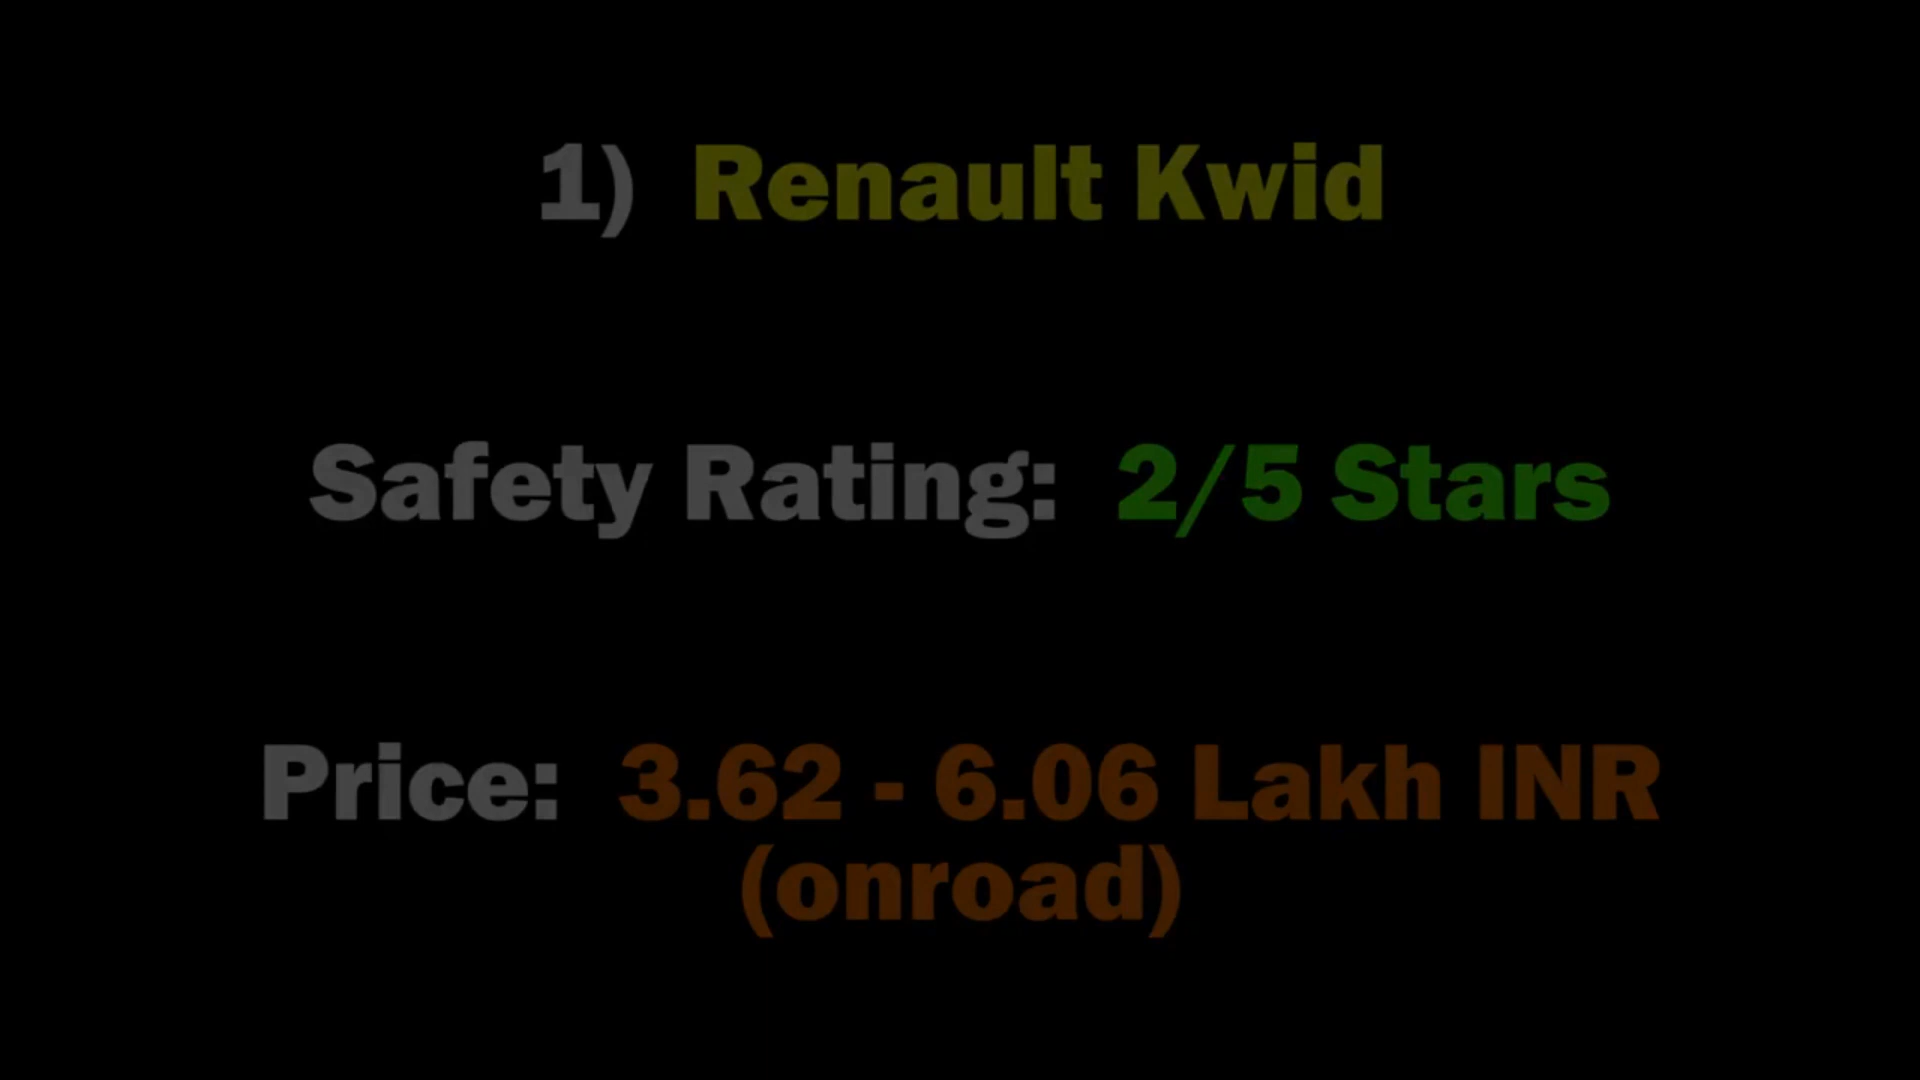 1) Renault Kwid
Safety Rating: 2/5 Stars
Price: 3.62 - 6.06 Lakh INR
(onroad)